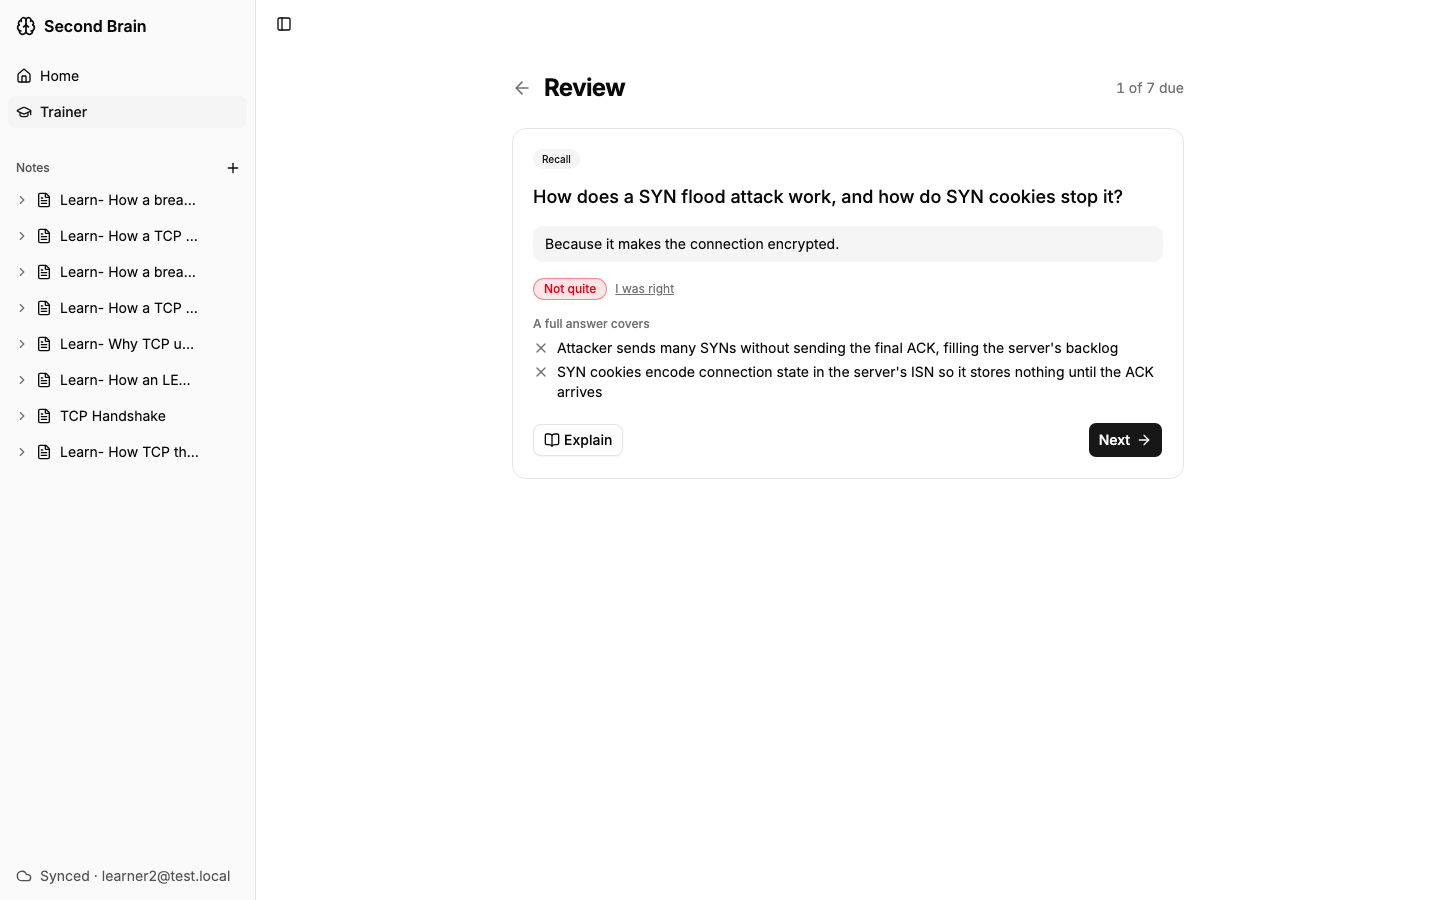 Second Brain
Home
Trainer
Notes
Learn- How a brea...
Learn- How a TCP ...
Learn- How a brea...
Learn- How a TCP ...
Learn- Why TCP u...
Learn- How an LE...
TCP Handshake
Learn- How TCP th...
Synced · learner2@test.local
Review
1 of 7 due
Recall
How does a SYN flood attack work, and how do SYN cookies stop it?
Because it makes the connection encrypted.
Not quite I was right
A full answer covers
Attacker sends many SYNs without sending the final ACK, filling the server's backlog
SYN cookies encode connection state in the server's ISN so it stores nothing until the ACK
arrives
Explain
Next